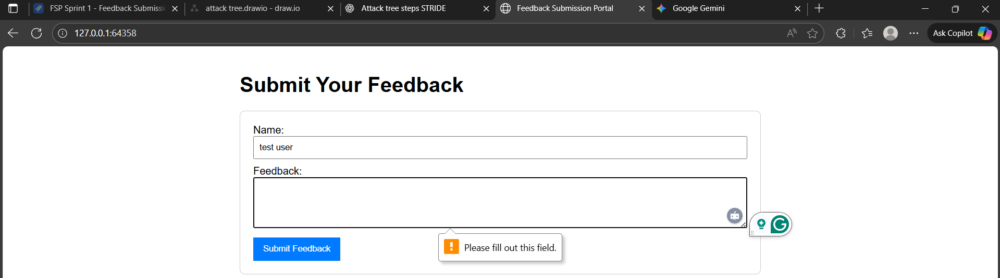 FSP Sprint 1 - Feedback Submissi
attack tree.drawio - draw.io
Attack tree steps STRIDE
Feedback Submission Portal
Google Gemini
127.0.0.1:64358
Ask Copilot
Submit Your Feedback
Name:
test user
Feedback:
Submit Feedback
Please fill out this field.